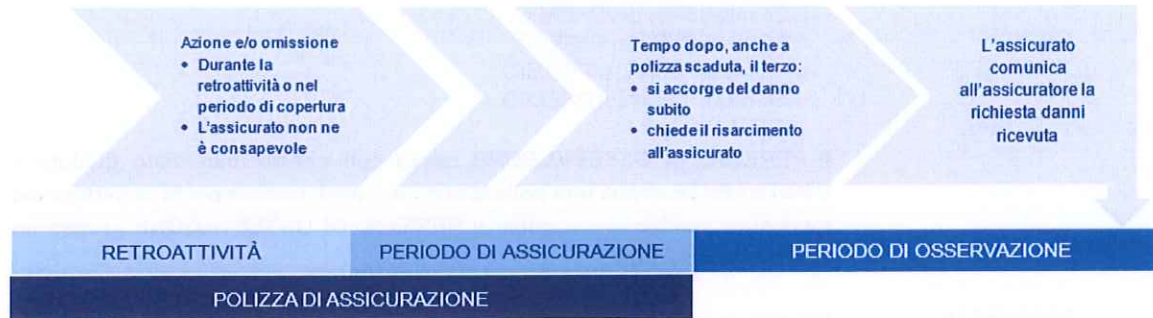 Azione e/o omissione
• Durante la
retroattività o nel
periodo di copertura
• L'assicurato non ne
è consapevole
Tempo dopo, anche a
polizza scaduta, il terzo:
• si accorge del danno
subito
• chiede il risarcimento
all'assicurato
L'assicurato
comunica
all'assicuratore la
richiesta danni
ricevuta
RETROATTIVITÀ
PERIODO DI ASSICURAZIONE
PERIODO DI OSSERVAZIONE
POLIZZA DI ASSICURAZIONE